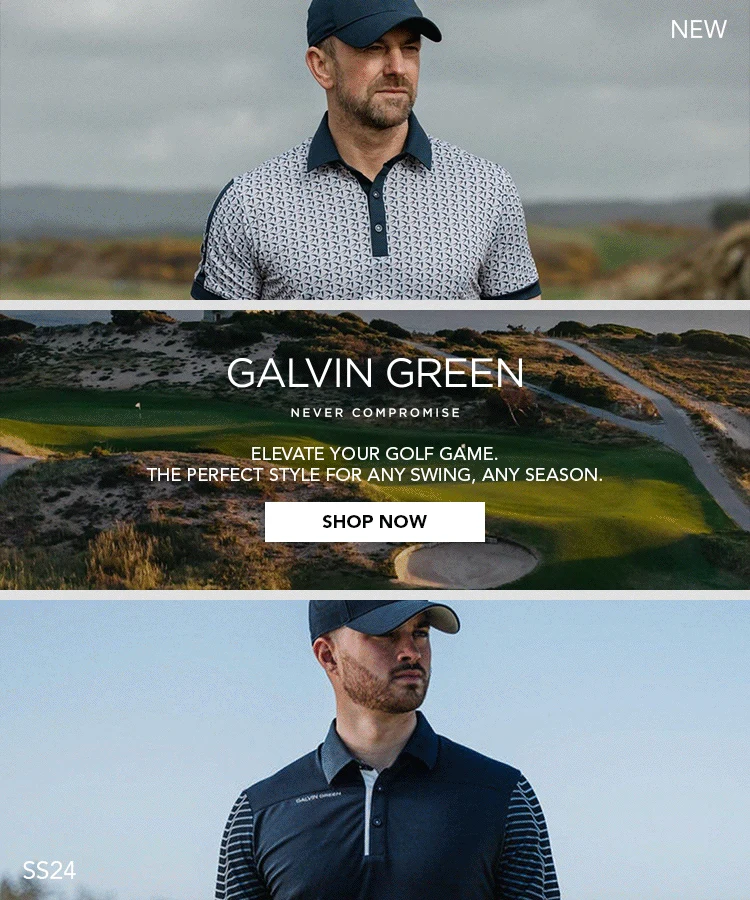 NEW
GALVIN GREEN
NEVER COMPROMISE
ELEVATE YOUR GOLF GAME.
THE PERFECT STYLE FOR ANY SWING, ANY SEASON.
SHOP NOW
GALVIN GREEN
SS24